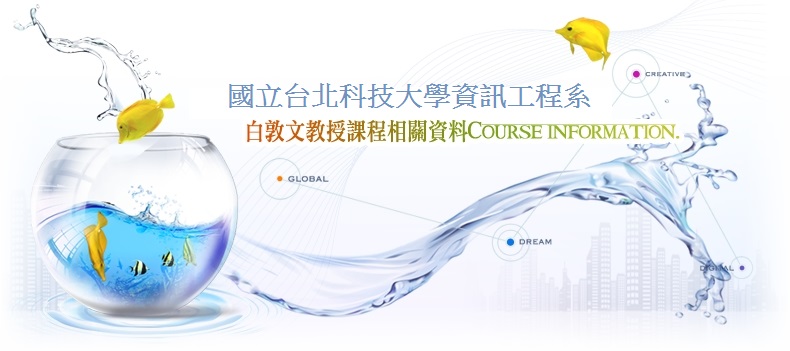 國立台北科技大學資訊工程系
白敦文教授課程相關資料COURSE INFORMATION.
CREATIVE
GLOBAL
DREAM
DIGITAL